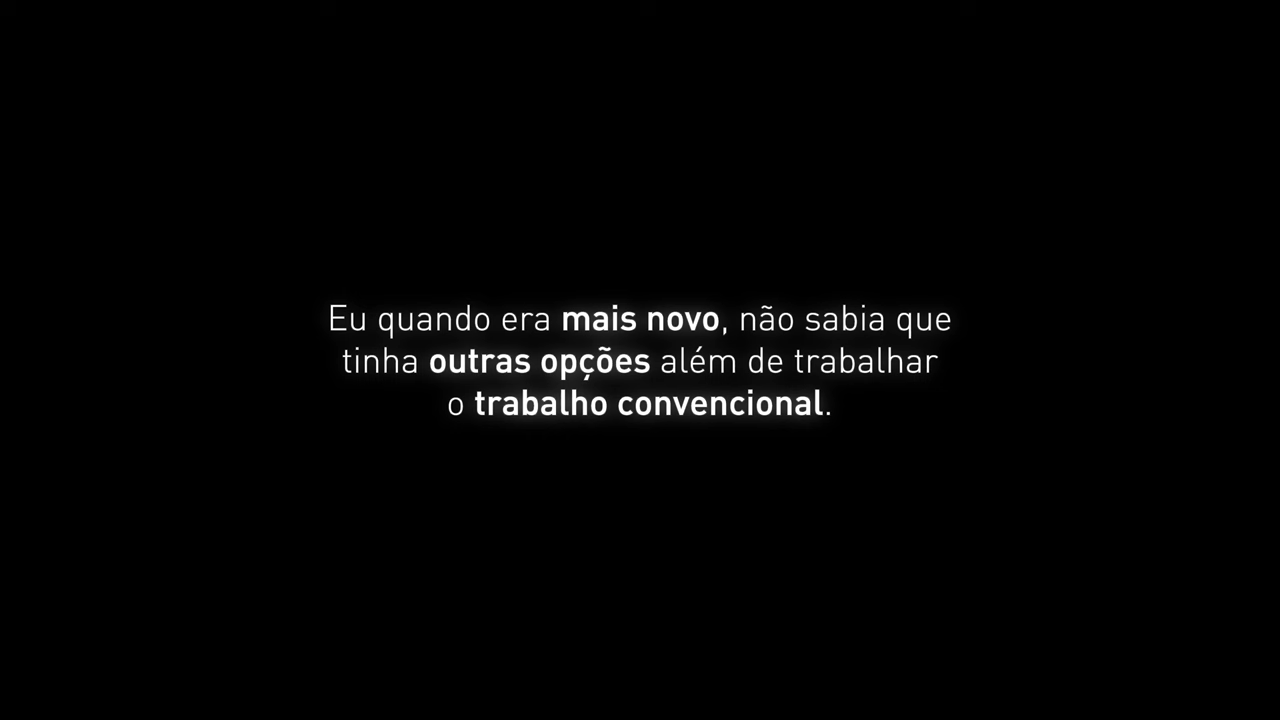 Eu quando era mais novo, não sabia que
tinha outras opções além de trabalhar
o trabalho convencional.